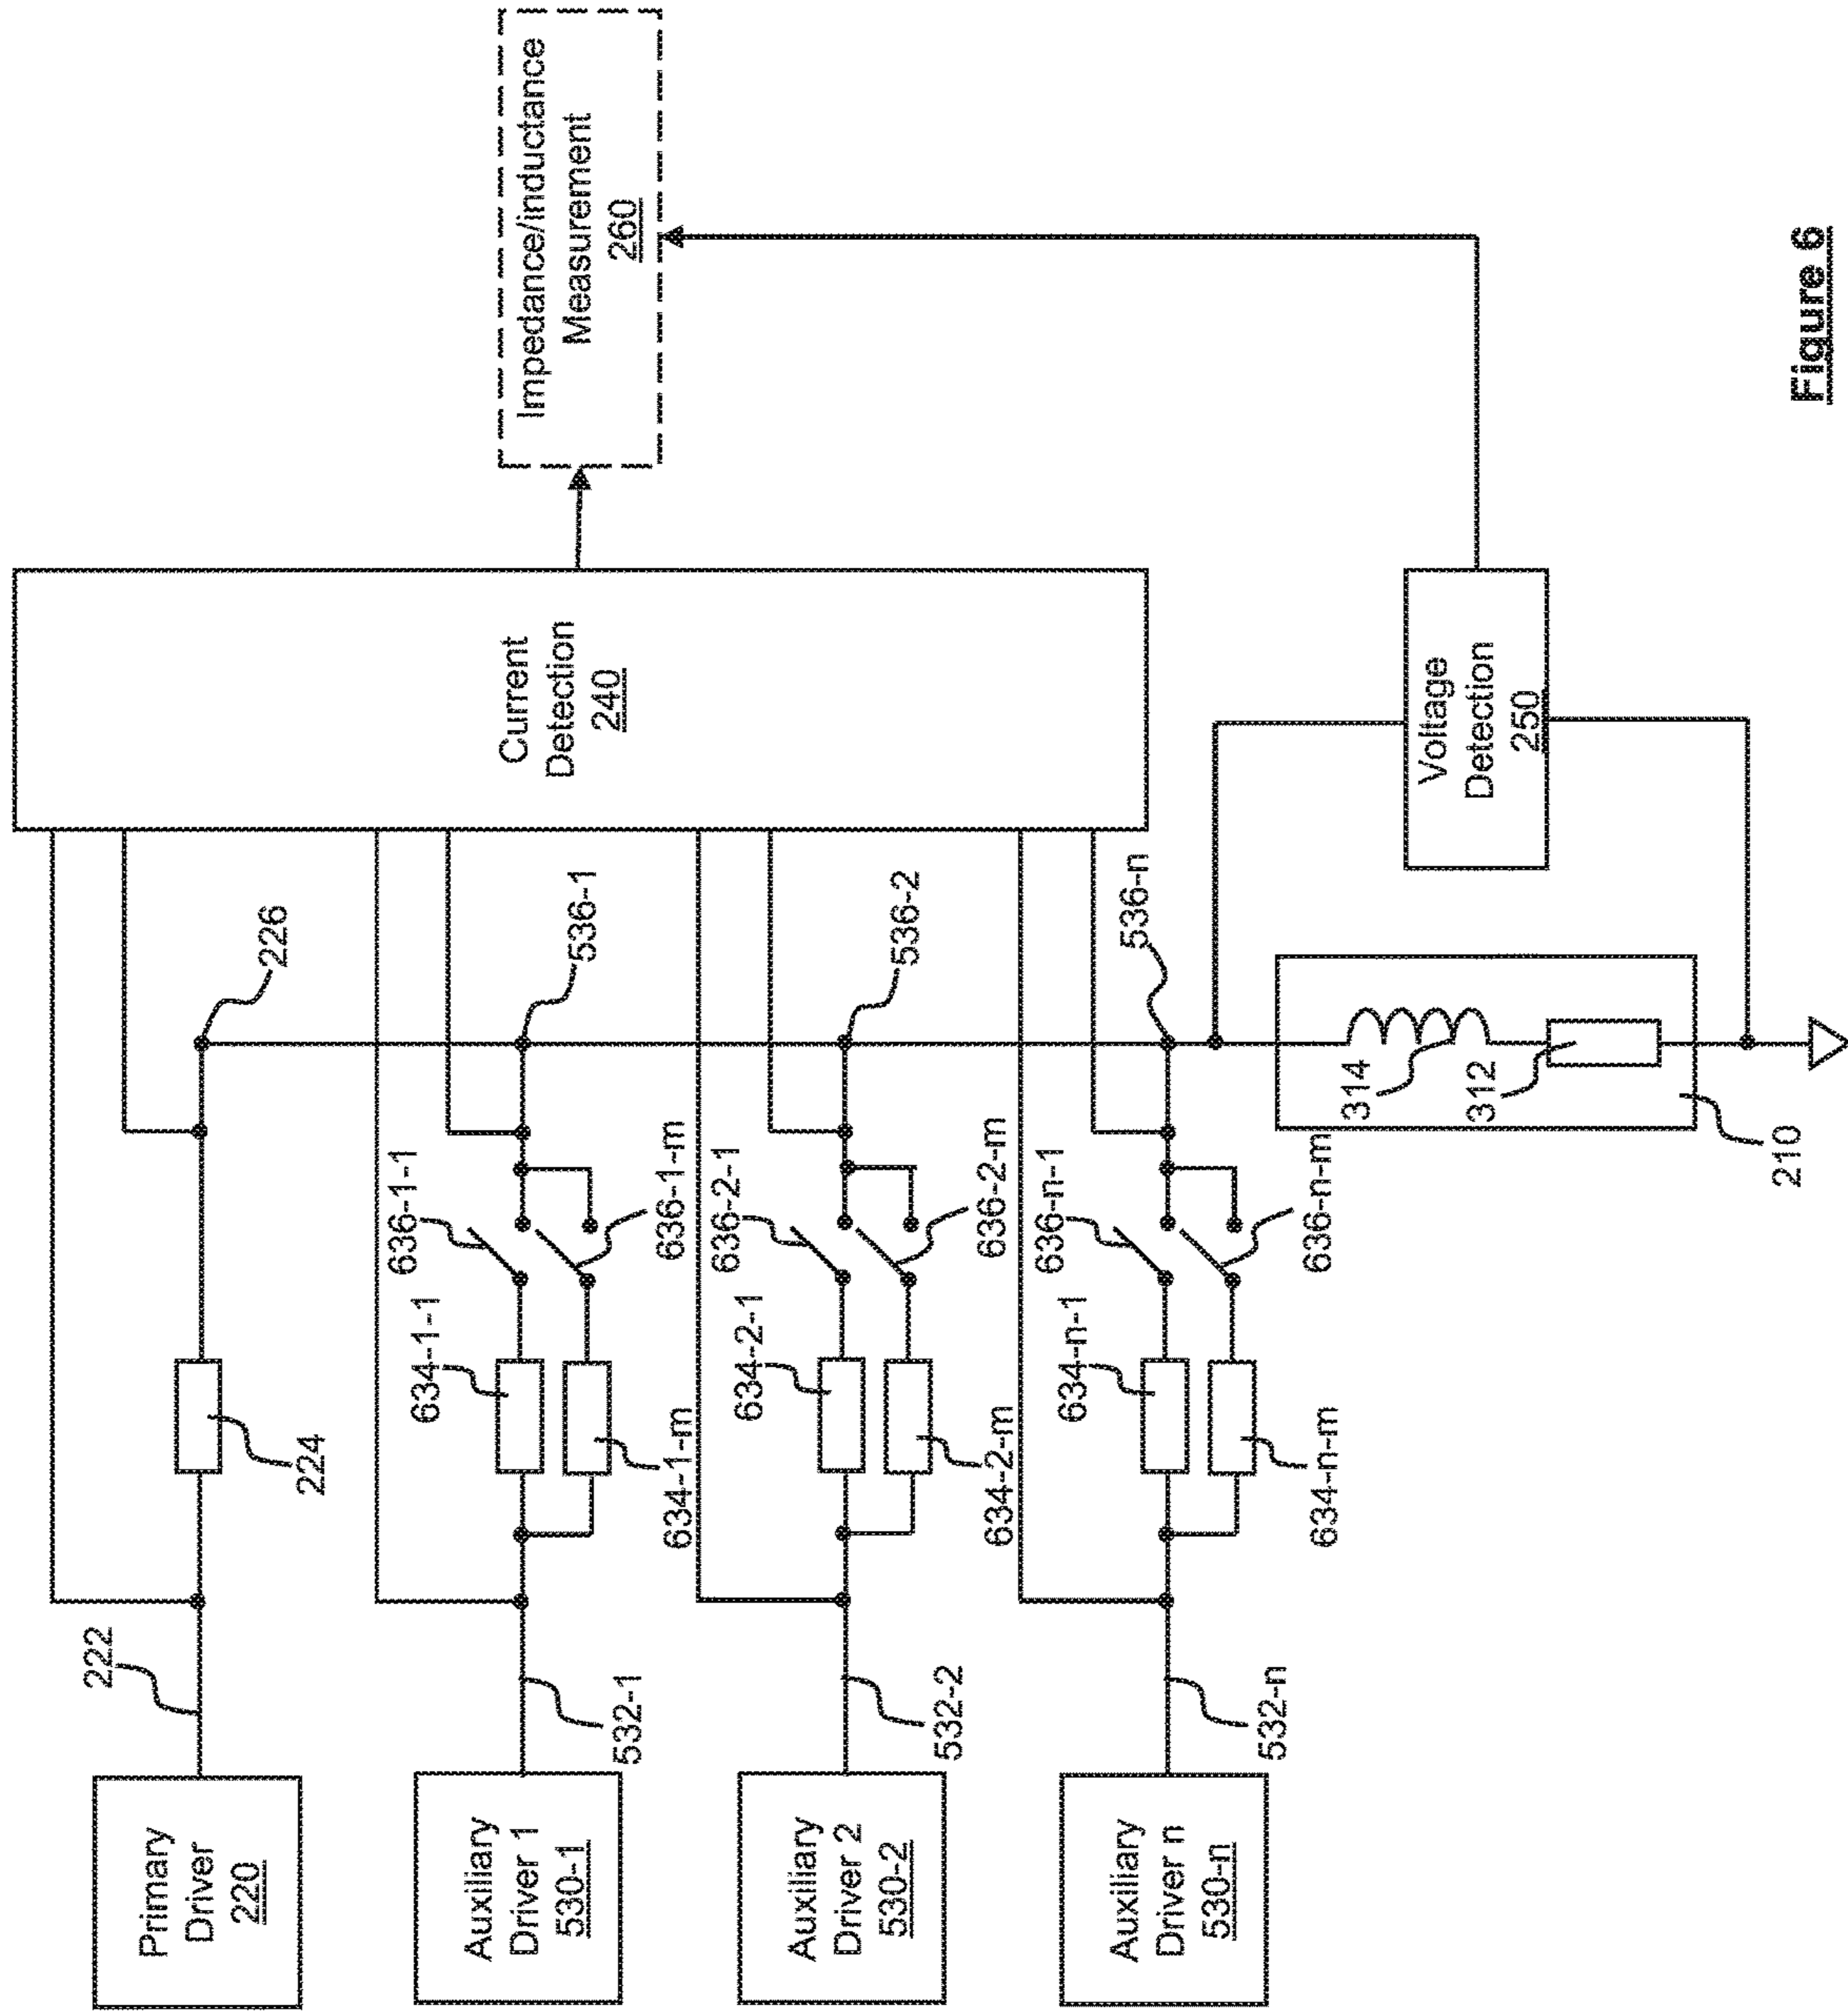 Primary
Driver
220
222
224
226
Auxiliary
Driver 1
530-1
532-1
634-1-1
634-1-m
636-1-1
636-1-m
536-1
Auxiliary
Driver 2
530-2
532-2
634-2-1
634-2-m
636-2-1
636-2-m
536-2
Auxiliary
Driver n
530-n
532-n
634-n-1
634-n-m
636-n-1
636-n-m
536-n
Current
Detection
240
Impedance/inductance
Measurement
260
314
312
210
Voltage
Detection
250
Figure 6